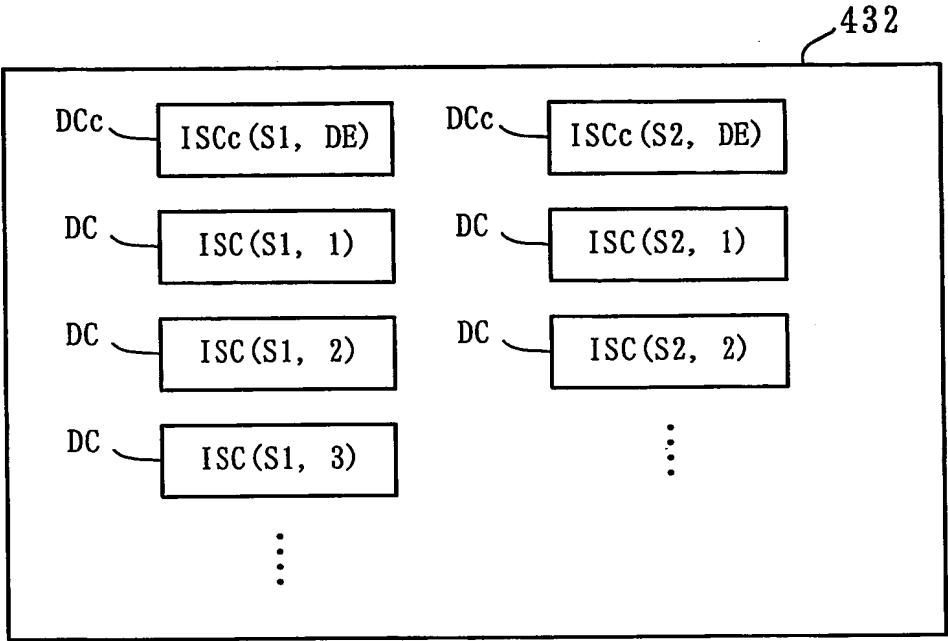 432
DCc ISCc(S1, DE) DCc ISCc(S2, DE)
DC ISC(S1, 1) DC ISC(S2, 1)
DC ISC(S1, 2) DC ISC(S2, 2)
DC ISC(S1, 3)